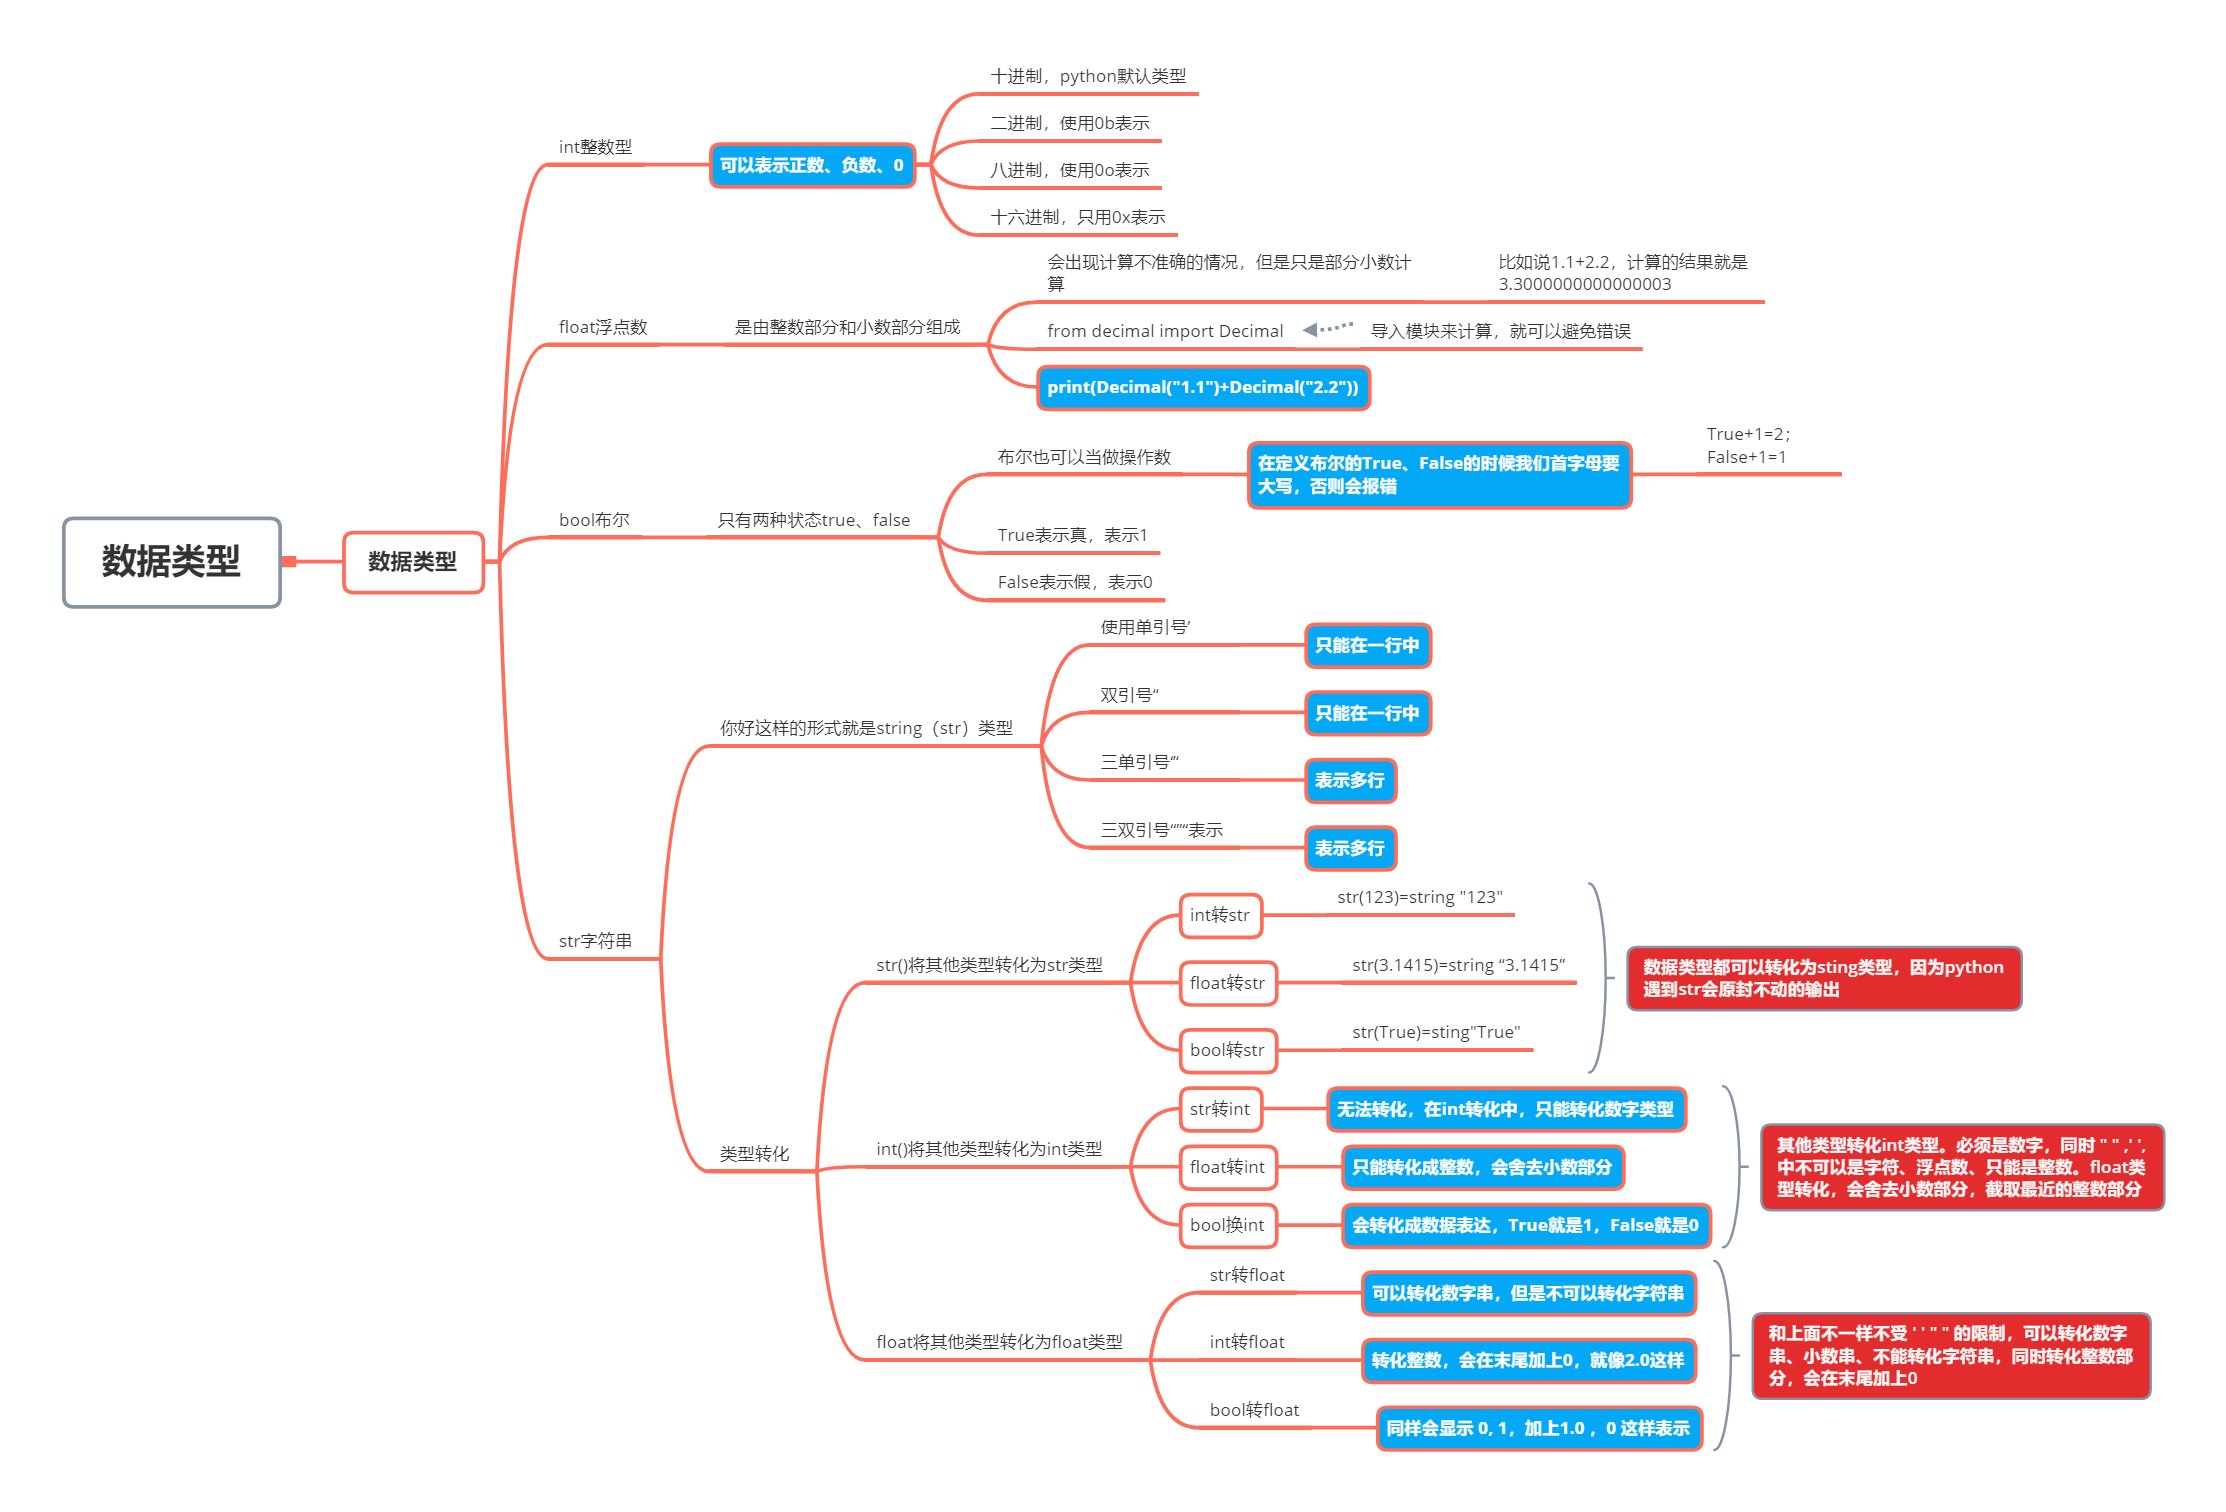 数据类型
数据类型
int整数型
可以表示正数、负数、0
十进制，python默认类型
二进制，使用0b表示
八进制，使用0o表示
十六进制，只用0x表示
float浮点数
是由整数部分和小数部分组成
会出现计算不准确的情况，但是只是部分小数计
算
比如说1.1+2.2，计算的结果就是
3.3000000000000003
from decimal import Decimal
导入模块来计算，就可以避免错误
print(Decimal("1.1")+Decimal("2.2"))
bool布尔
只有两种状态true、false
布尔也可以当做操作数
在定义布尔的True、False的时候我们首字母要
大写，否则会报错
True+1=2；
False+1=1
True表示真，表示1
False表示假，表示0
str字符串
你好这样的形式就是string（str）类型
使用单引号’
只能在一行中
双引号“
只能在一行中
三单引号‘’‘
表示多行
三双引号“”“表示
表示多行
类型转化
str()将其他类型转化为str类型
int转str
str(123)=string "123"
float转str
str(3.1415)=string “3.1415”
bool转str
str(True)=sting"True"
数据类型都可以转化为sting类型，因为python
遇到str会原封不动的输出
int()将其他类型转化为int类型
str转int
无法转化，在int转化中，只能转化数字类型
float转int
只能转化成整数，会舍去小数部分
bool换int
会转化成数据表达，True就是1，False就是0
其他类型转化int类型。必须是数字，同时 " " ,' ',
中不可以是字符、浮点数、只能是整数。float类
型转化，会舍去小数部分，截取最近的整数部分
float将其他类型转化为float类型
str转float
可以转化数字串，但是不可以转化字符串
int转float
转化整数，会在末尾加上0，就像2.0这样
bool转float
同样会显示 0, 1，加上1.0 ，0 这样表示
和上面不一样不受 ' ' " " 的限制，可以转化数字
串、小数串、不能转化字符串，同时转化整数部
分，会在末尾加上0